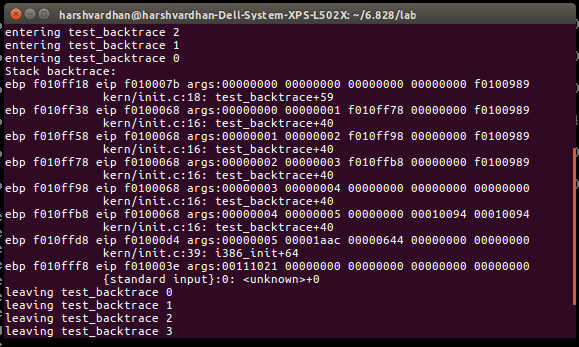 harshvardhan@harshvardhan-Dell-System-XPS-L502X: ~/6.828/lab
entering test_backtrace 2
entering test_backtrace 1
entering test_backtrace 0
Stack backtrace:
ebp f010ff18 eip f010007b args:00000000 00000000 00000000 00000000 f0100989
kern/init.c:18: test_backtrace+59
ebp f010ff38 eip f0100068 args:00000000 00000001 f010ff78 00000000 f0100989
kern/init.c:16: test_backtrace+40
ebp f010ff58 eip f0100068 args:00000001 00000002 f010ff98 00000000 f0100989
kern/init.c:16: test_backtrace+40
ebp f010ff78 eip f0100068 args:00000002 00000003 f010ffb8 00000000 f0100989
kern/init.c:16: test_backtrace+40
ebp f010ff98 eip f0100068 args:00000003 00000004 00000000 00000000 00000000
kern/init.c:16: test_backtrace+40
ebp f010ffb8 eip f0100068 args:00000004 00000005 00000000 00010094 00010094
kern/init.c:16: test_backtrace+40
ebp f010ffd8 eip f01000d4 args:00000005 00001aac 00000644 00000000 00000000
kern/init.c:39: i386_init+64
ebp f010fff8 eip f010003e args:00111021 00000000 00000000 00000000 00000000
{standard input}:0: <unknown>+0
leaving test_backtrace 0
leaving test_backtrace 1
leaving test_backtrace 2
leaving test_backtrace 3